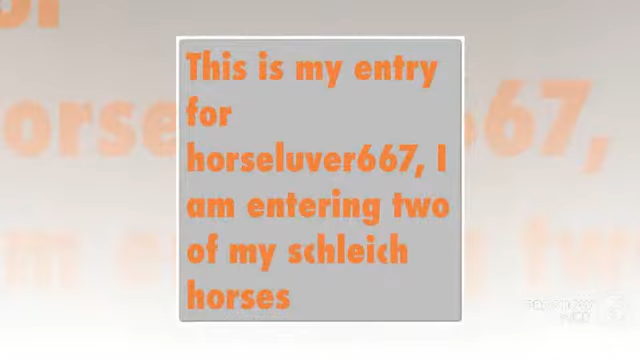 This is my entry
for
horseluver667, I
am entering two
of my schleich
horses